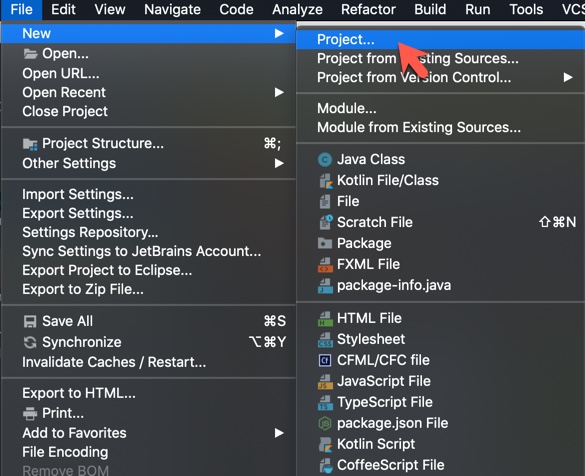 File Edit View Navigate Code Analyze Refactor Build Run Tools VCS
New
Open...
Open URL...
Open Recent
Close Project
Project Structure... ⌘;
Other Settings
Import Settings...
Export Settings...
Settings Repository...
Sync Settings to JetBrains Account...
Export Project to Eclipse...
Export to Zip File...
Save All ⌘S
Synchronize ⌥⌘Y
Invalidate Caches / Restart...
Export to HTML...
Print...
Add to Favorites
File Encoding
Remove BOM
Project...
Project from Existing Sources...
Project from Version Control...
Module...
Module from Existing Sources...
Java Class
Kotlin File/Class
File
Scratch File ⇧⌘N
Package
FXML File
package-info.java
HTML File
Stylesheet
CFML/CFC file
JavaScript File
TypeScript File
package.json File
Kotlin Script
CoffeeScript File